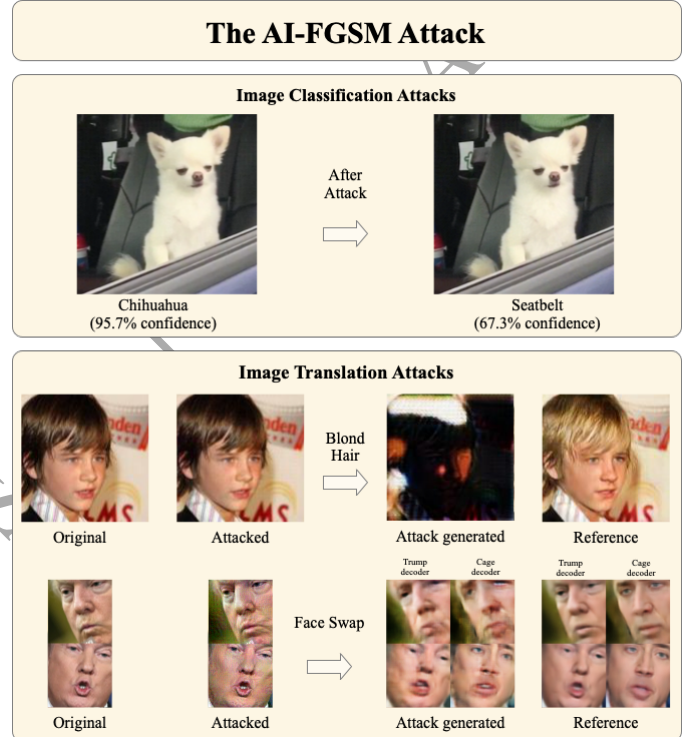 The AI-FGSM Attack
Image Classification Attacks
After
Attack
Chihuahua
(95.7% confidence)
Seatbelt
(67.3% confidence)
Image Translation Attacks
Blond
Hair
Original
Attacked
Attack generated
Reference
Trump
decoder
Cage
decoder
Trump
decoder
Cage
decoder
Face Swap
Original
Attacked
Attack generated
Reference